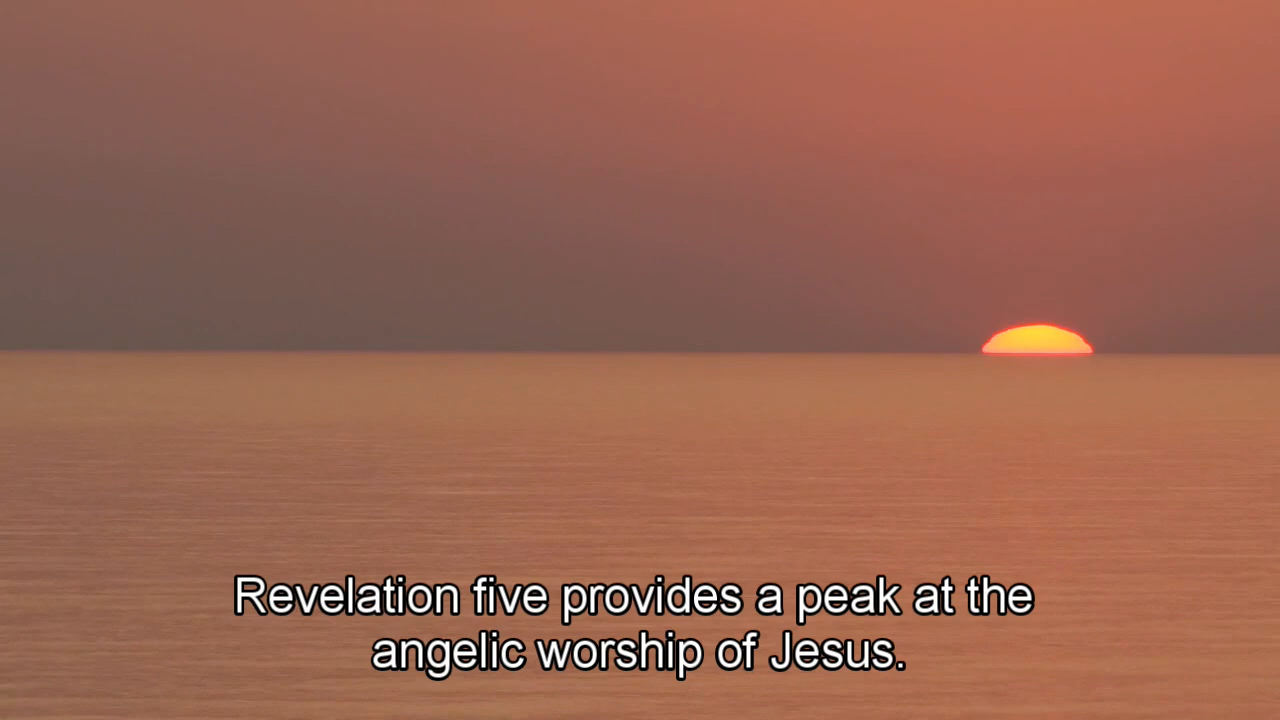 Revelation five provides a peak at the
angelic worship of Jesus.